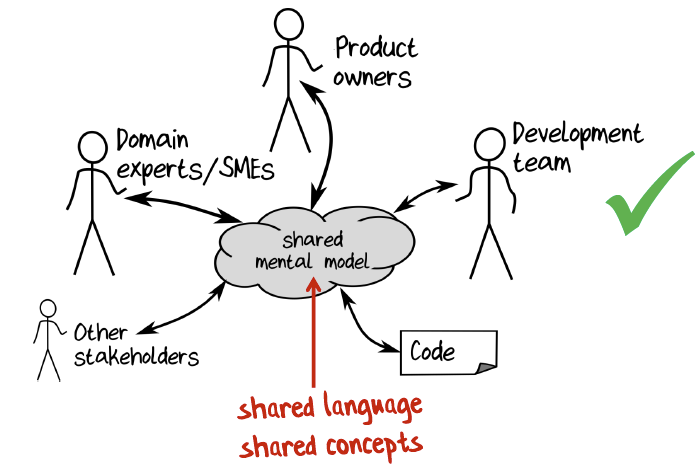 Product
owners
Domain
experts/SMEs
Development
team
shared
mental model
Other
stakeholders
Code
shared language
shared concepts